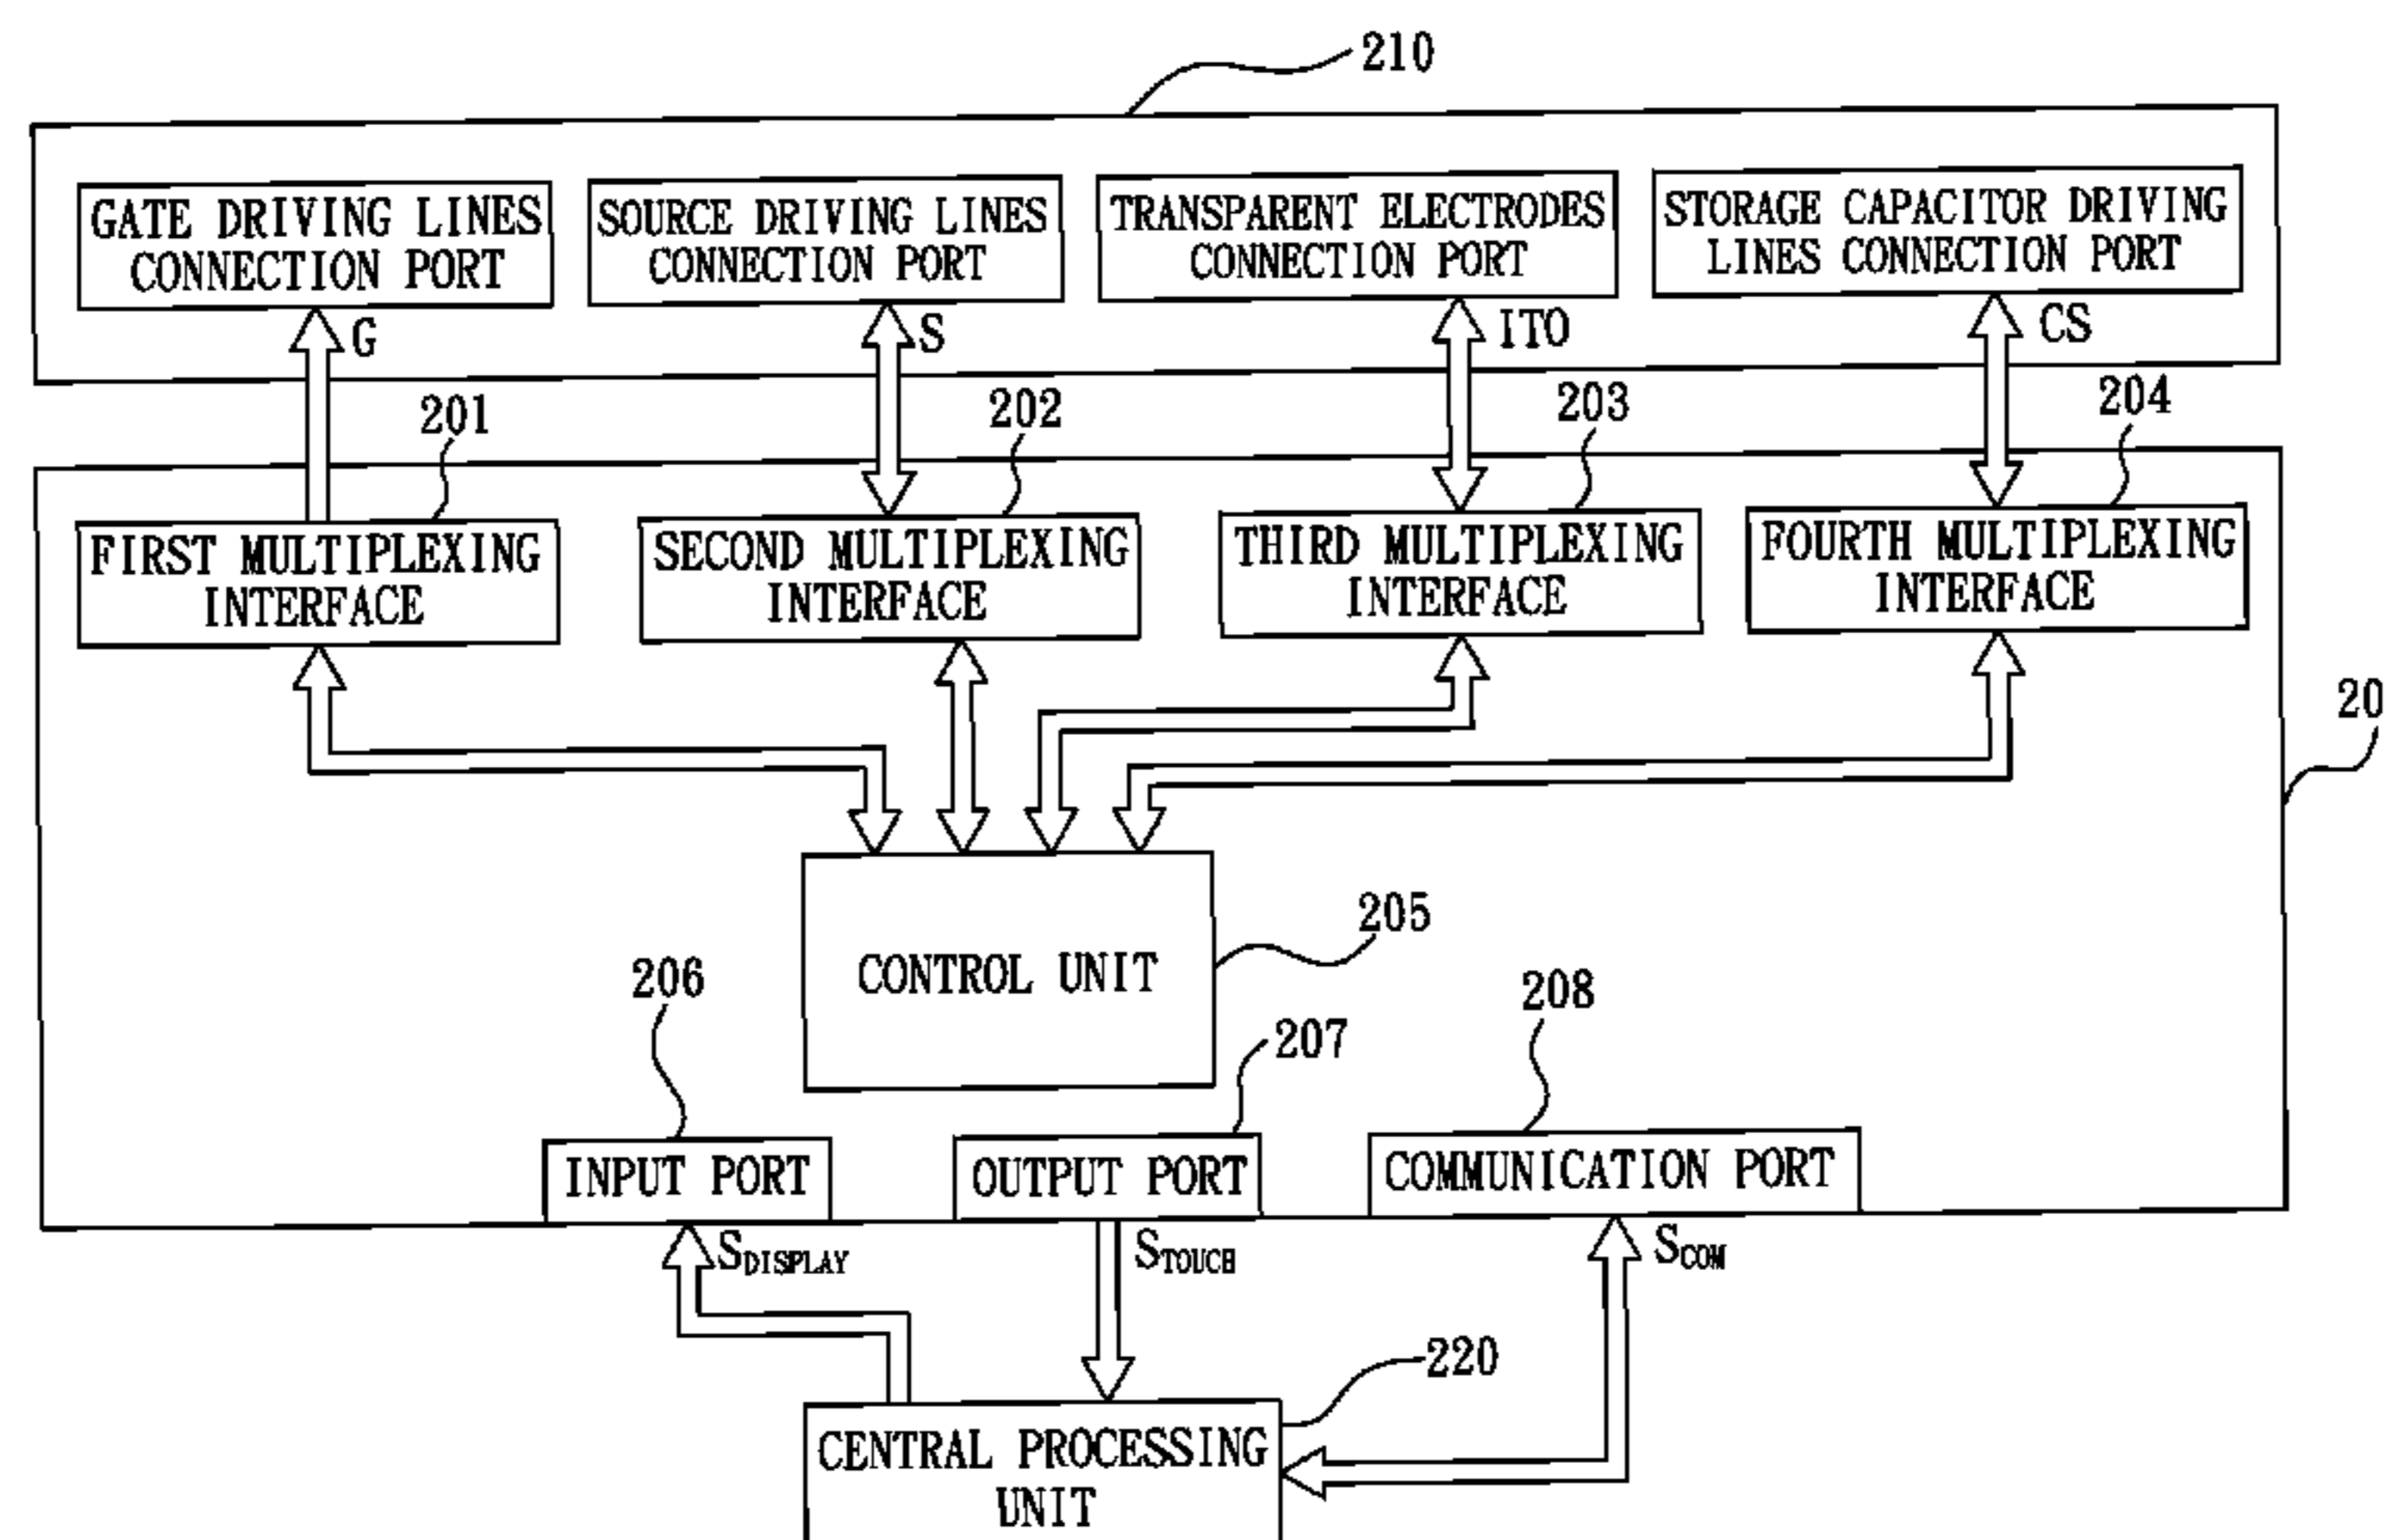 210
GATE DRIVING LINES
CONNECTION PORT
SOURCE DRIVING LINES
CONNECTION PORT
TRANSPARENT ELECTRODES
CONNECTION PORT
STORAGE CAPACITOR DRIVING
LINES CONNECTION PORT
G
S
ITO
CS
201
202
203
204
FIRST MULTIPLEXING
INTERFACE
SECOND MULTIPLEXING
INTERFACE
THIRD MULTIPLEXING
INTERFACE
FOURTH MULTIPLEXING
INTERFACE
20
205
CONTROL UNIT
206
207
208
INPUT PORT
OUTPUT PORT
COMMUNICATION PORT
SDISPLAY
STOUCH
SCOM
220
CENTRAL PROCESSING
UNIT